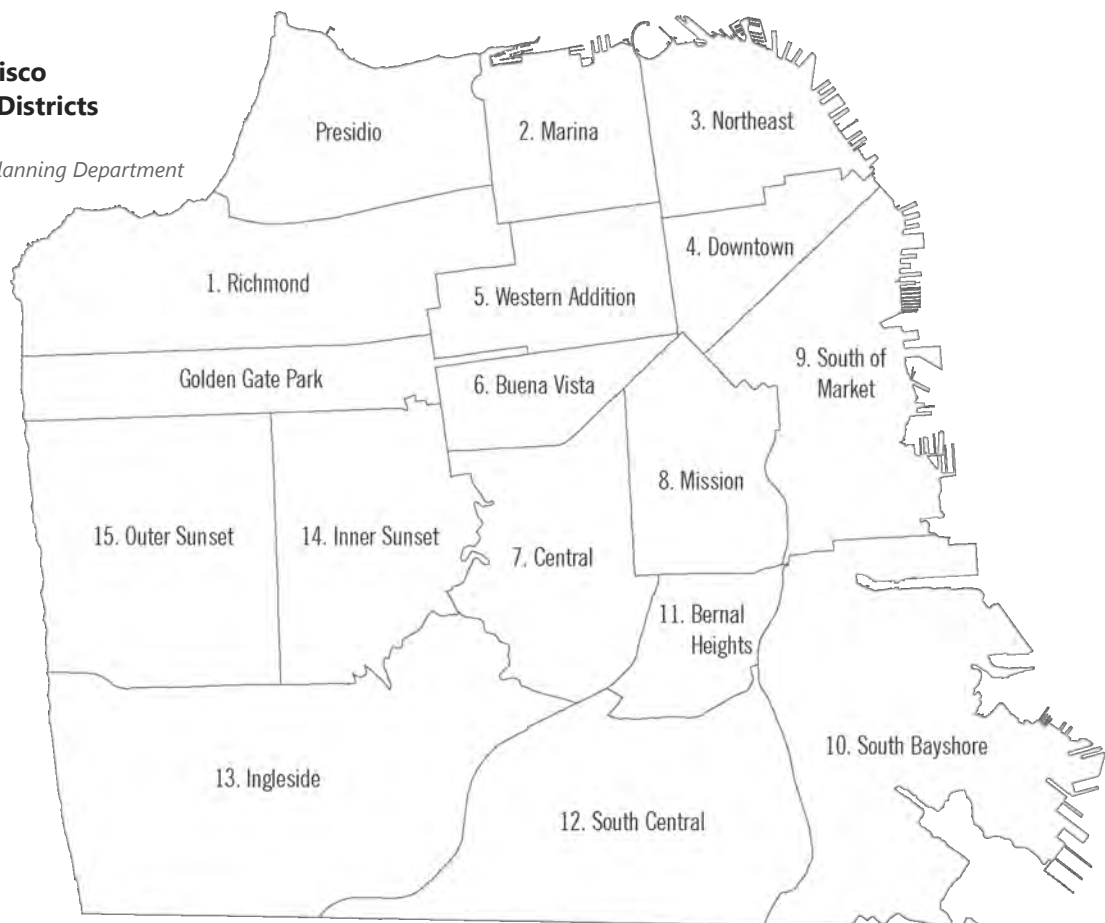 isco
Districts
lanning Department
Presidio
2. Marina
3. Northeast
4. Downtown
1. Richmond
5. Western Addition
9. South of
Market
Golden Gate Park
6. Buena Vista
8. Mission
15. Outer Sunset
14. Inner Sunset
7. Central
11. Bernal
Heights
10. South Bayshore
13. Ingleside
12. South Central